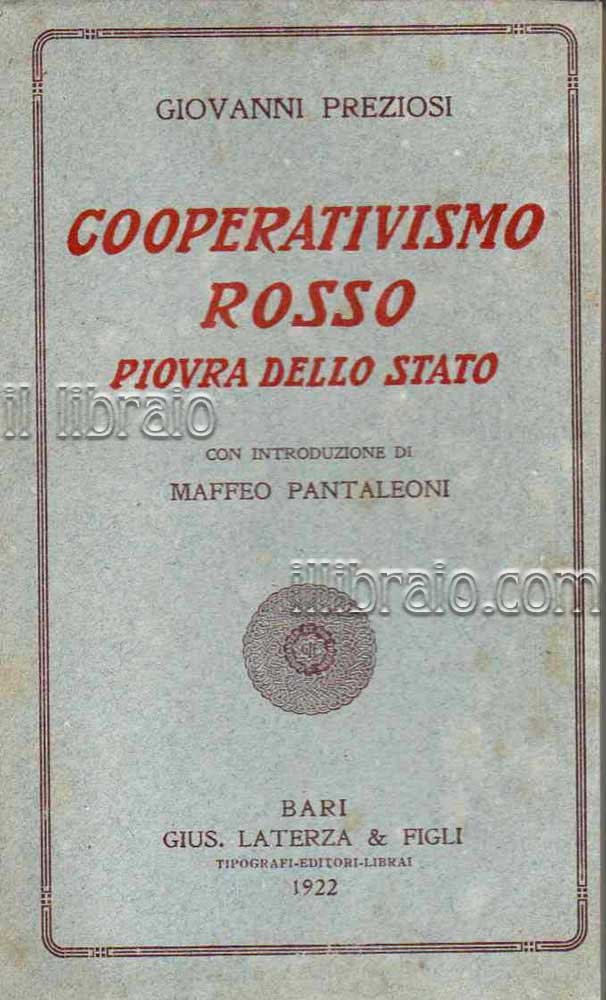 GIOVANNI PREZIOSI
COOPERATIVISMO
ROSSO
PIOVRA DELLO STATO
il libraio
CON INTRODUZIONE DI
MAFFEO PANTALEONI
illibraio.com
BARI
GIUS. LATERZA & FIGLI
TIPOGRAFI-EDITORI-LIBRAI
1922